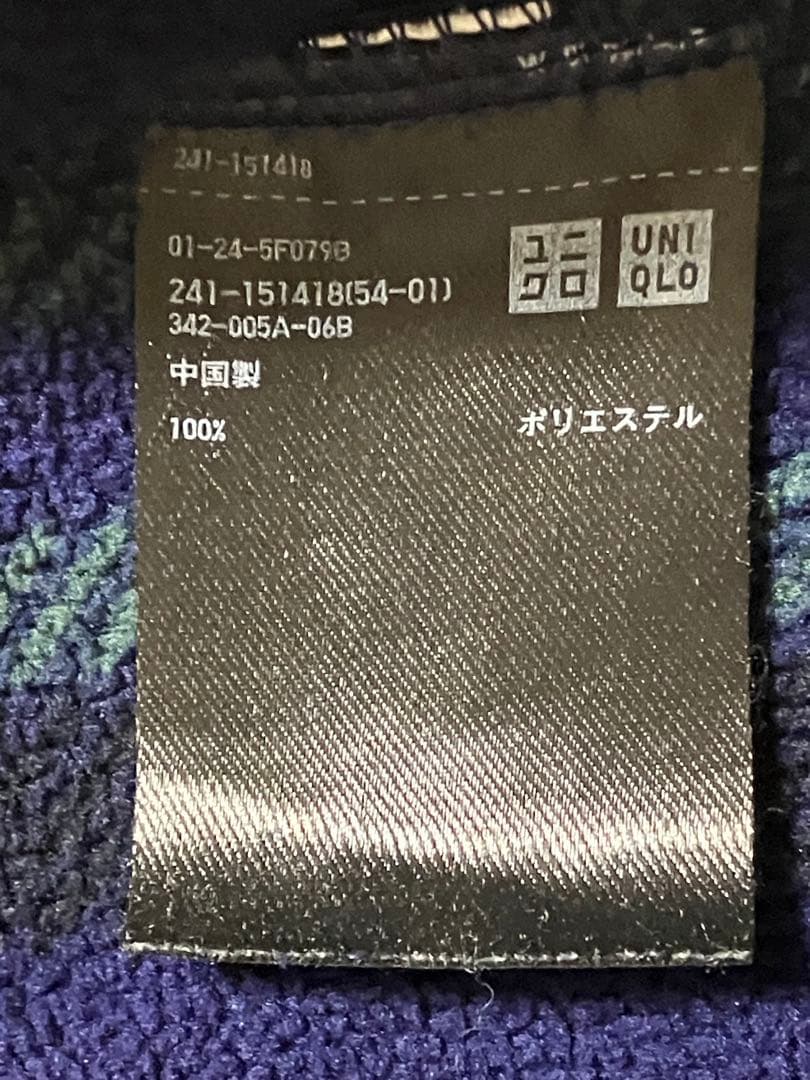 241-151418
01-24-5F079B
241-151418(54-01)
342-005A-06B
中国製
100% ポリエステル
ユニ
クロ
UNI
QLO